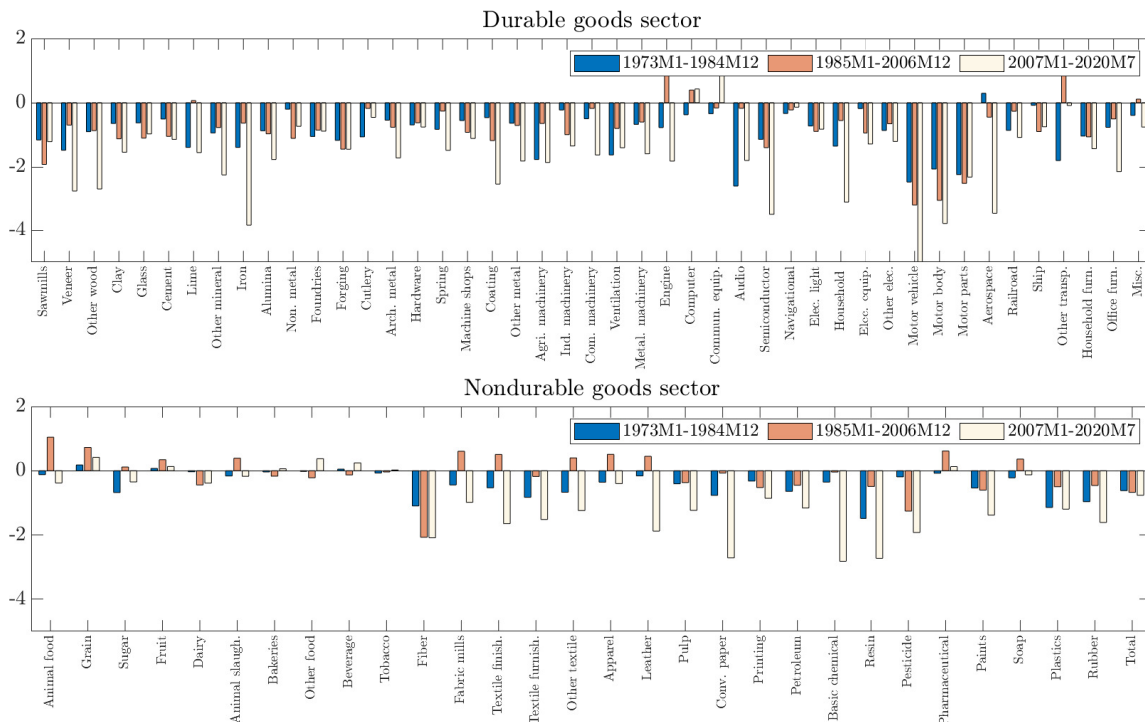 Durable goods sector
2
1973M1-1984M12 1985M1-2006M12 2007M1-2020M7
0
-2
-4
Sawmills
Veneer
Other wood
Clay
Glass
Cement
Lime
Other mineral
Iron
Alumina
Non. metal
Foundries
Forging
Cutlery
Arch. metal
Hardware
Spring
Machine shops
Coating
Other metal
Agri. machinery
Ind. machinery
Com. machinery
Ventilation
Metal. machinery
Engine
Computer
Commun. equip.
Audio
Semiconductor
Navigational
Elec. light
Household
Elec. equip.
Other elec.
Motor vehicle
Motor body
Motor parts
Aerospace
Railroad
Ship
Other transp.
Household furn.
Office furn.
Misc.
Nondurable goods sector
2
1973M1-1984M12 1985M1-2006M12 2007M1-2020M7
0
-2
-4
Animal food
Grain
Sugar
Fruit
Dairy
Animal slaugh.
Bakeries
Other food
Beverage
Tobacco
Fiber
Fabric mills
Textile finish.
Textile furnish.
Other textile
Apparel
Leather
Pulp
Conv. paper
Printing
Petroleum
Basic chemical
Resin
Pesticide
Pharmaceutical
Paints
Soap
Plastics
Rubber
Total